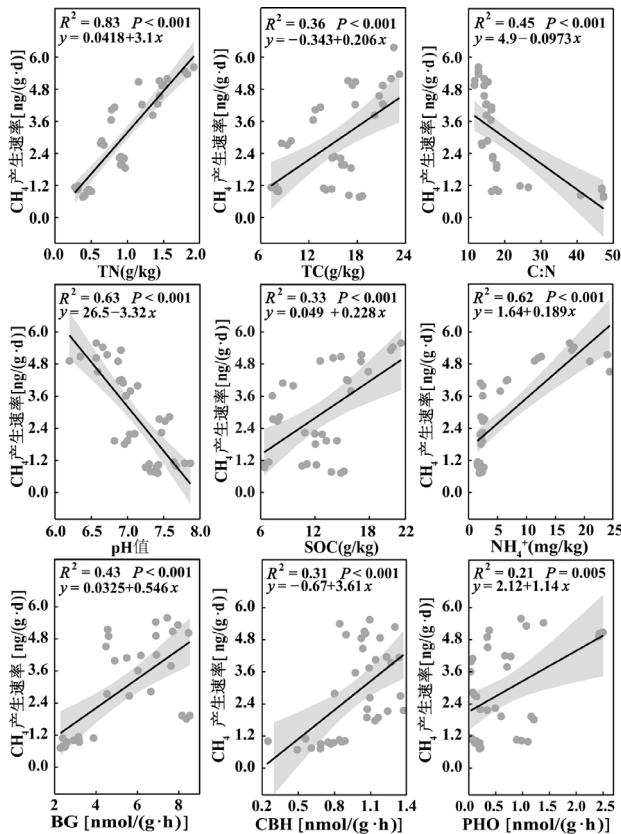 R² = 0.83 P < 0.001
y = 0.0418+3.1x
CH₄产生速率[ng/(g·d)]
6.0
4.8
3.6
2.4
1.2
0.0
0 0.5 1.0 1.5 2.0
TN(g/kg)
R² = 0.36 P < 0.001
y = −0.343+0.206x
CH₄产生速率[ng/(g·d)]
6.0
4.8
3.6
2.4
1.2
0.0
6 12 18 24
TC(g/kg)
R² = 0.45 P < 0.001
y = 4.9−0.0973x
CH₄产生速率[ng/(g·d)]
6.0
4.8
3.6
2.4
1.2
0.0
10 20 30 40 50
C:N
R² = 0.63 P < 0.001
y = 26.5−3.32x
CH₄产生速率[ng/(g·d)]
6.0
4.8
3.6
2.4
1.2
0.0
6.0 6.5 7.0 7.5 8.0
pH值
R² = 0.33 P < 0.001
y = 0.049 +0.228x
CH₄产生速率[ng/(g·d)]
6.0
4.8
3.6
2.4
1.2
0.0
6 12 18 24
SOC(g/kg)
R² = 0.62 P < 0.001
y = 1.64+0.189x
CH₄产生速率[ng/(g·d)]
6.0
4.8
3.6
2.4
1.2
0.0
0 5 10 15 20 25
NH₄⁺(mg/kg)
R² = 0.43 P < 0.001
y = 0.0325+0.546x
CH₄产生速率[ng/(g·d)]
6.0
4.8
3.6
2.4
1.2
0.0
2 4 6 8
BG [nmol/(g·h)]
R² = 0.31 P < 0.001
y = −0.67+3.61x
CH₄产生速率[ng/(g·d)]
6.0
4.8
3.6
2.4
1.2
0.0
0.2 0.5 0.8 1.1 1.4
CBH [nmol/(g·h)]
R² = 0.21 P = 0.005
y = 2.12+1.14x
CH₄产生速率[ng/(g·d)]
6.0
4.8
3.6
2.4
1.2
0.0
0.0 0.5 1.0 1.5 2.0 2.5
PHO [nmol/(g·h)]